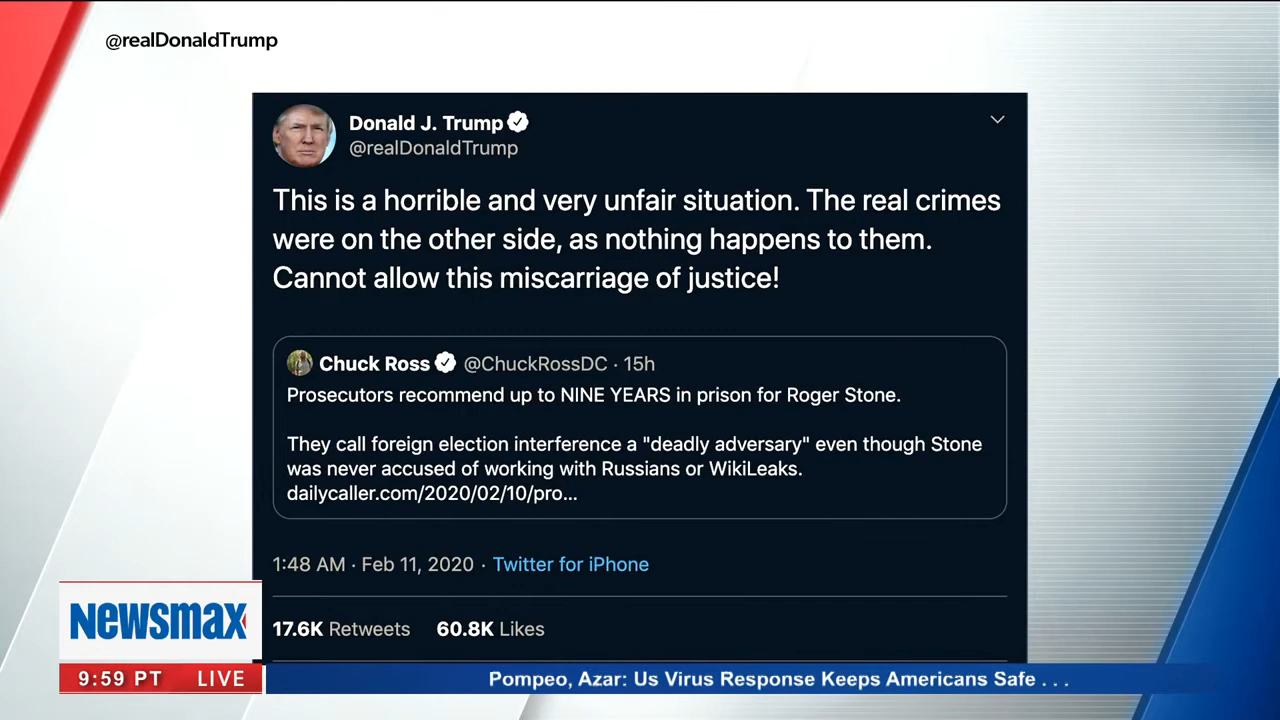 @realDonaldTrump
Donald J. Trump
@realDonaldTrump
This is a horrible and very unfair situation. The real crimes
were on the other side, as nothing happens to them.
Cannot allow this miscarriage of justice!
Chuck Ross @ChuckRossDC · 15h
Prosecutors recommend up to NINE YEARS in prison for Roger Stone.
They call foreign election interference a "deadly adversary" even though Stone
was never accused of working with Russians or WikiLeaks.
dailycaller.com/2020/02/10/pro...
1:48 AM · Feb 11, 2020 · Twitter for iPhone
17.6K Retweets 60.8K Likes
NEWSMAX
9:59 PT LIVE
Pompeo, Azar: Us Virus Response Keeps Americans Safe . . .